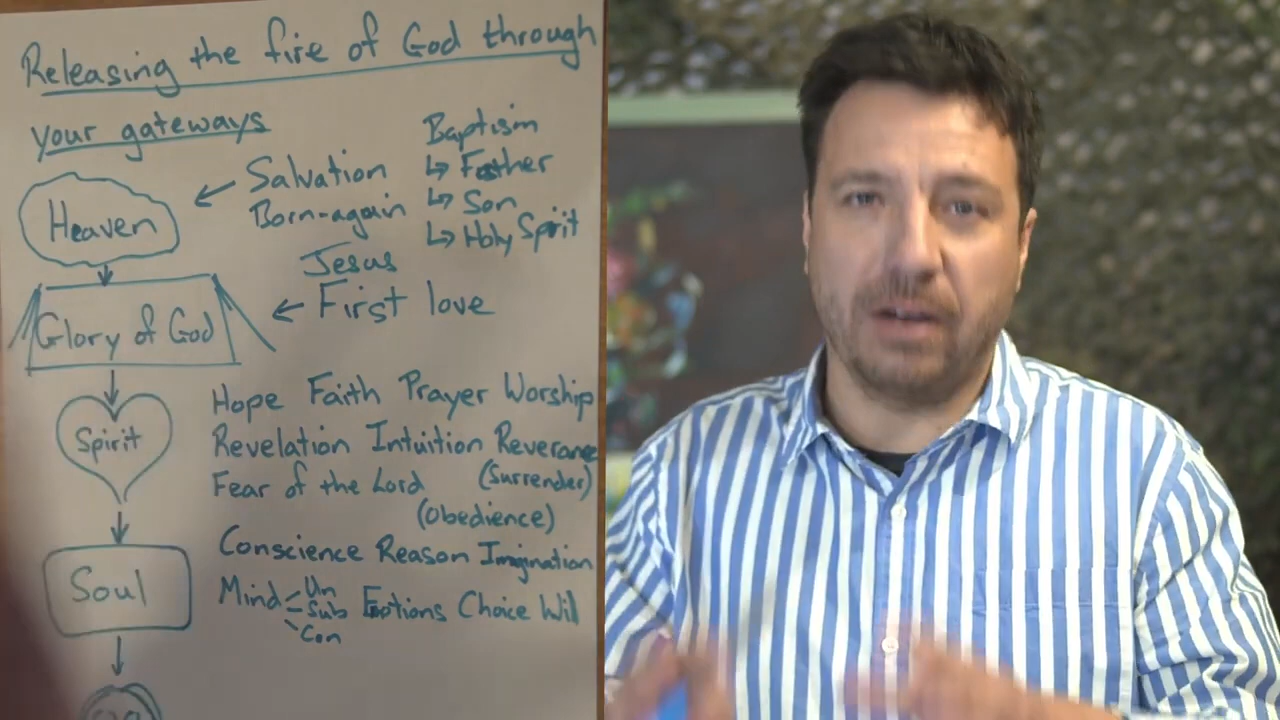 Releasing the fire of God through
your gateways
Heaven
Salvation
Born-again
Baptism
↳ Father
↳ Son
↳ Holy Spirit
Jesus
First love
Glory of God
Spirit
Hope Faith Prayer Worship
Revelation Intuition Reverance
Fear of the Lord (Surrender)
(Obedience)
Soul
Conscience Reason Imagination
Mind Un
Sub
Con
Emotions Choice Will